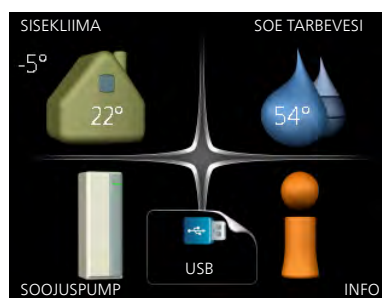 SISEKLIIMA
SOE TARBEVESI
-5°
22°
54°
USB
SOOJUSPUMP
INFO